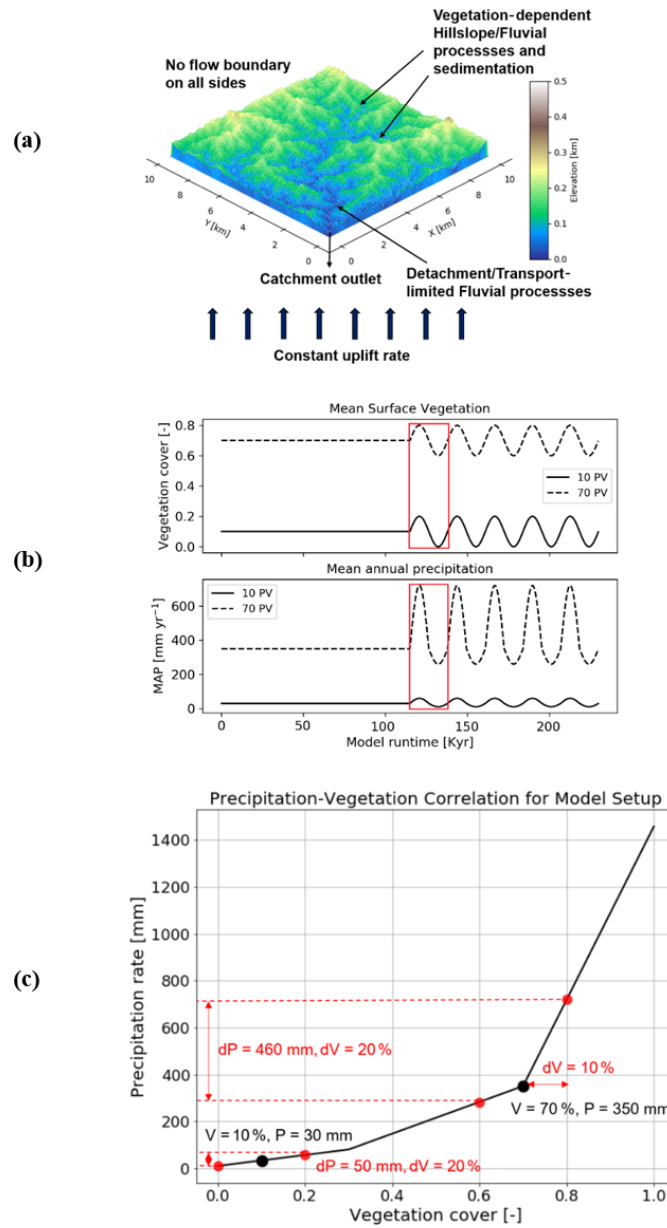 (a)
Vegetation-dependent
Hillslope/Fluvial
processses and
sedimentation
No flow boundary
on all sides
0.5
0.4
0.3
0.2
0.1
0.0
Elevation [km]
10
8
6
4
2
0
Y [km]
0
2
4
6
8
10
X [km]
Catchment outlet
Detachment/Transport-
limited Fluvial processses
Constant uplift rate
(b)
Mean Surface Vegetation
Vegetation cover [-]
0.8
0.6
0.4
0.2
0.0
10 PV
70 PV
Mean annual precipitation
MAP [mm yr⁻¹]
600
400
200
0
10 PV
70 PV
0
50
100
150
200
Model runtime [Kyr]
(c)
Precipitation-Vegetation Correlation for Model Setup
Precipitation rate [mm]
1400
1200
1000
800
600
400
200
0
dP = 460 mm, dV = 20 %
dV = 10 %
V = 70 %, P = 350 mm
V = 10 %, P = 30 mm
dP = 50 mm, dV = 20 %
0.0
0.2
0.4
0.6
0.8
1.0
Vegetation cover [-]